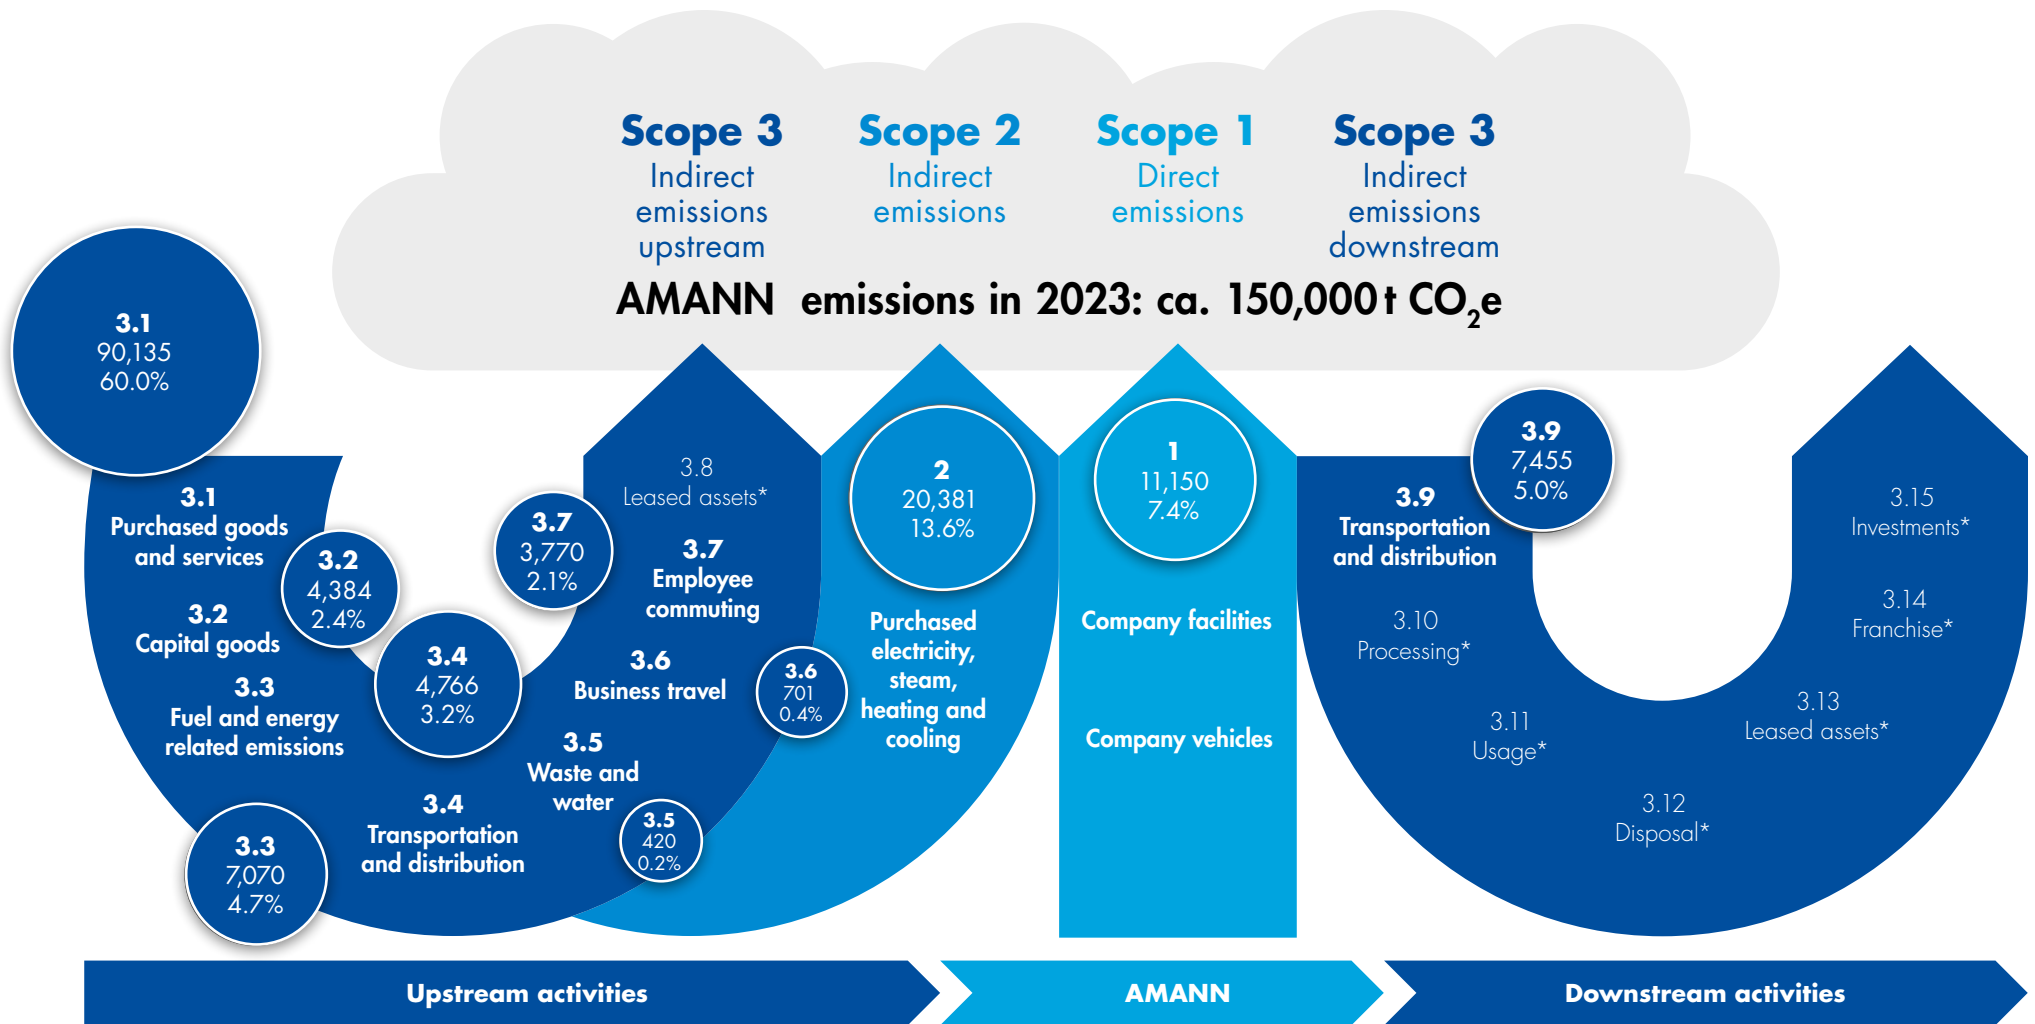 Scope 3
Indirect
emissions
upstream
Scope 2
Indirect
emissions
Scope 1
Direct
emissions
Scope 3
Indirect
emissions
downstream
AMANN emissions in 2023: ca. 150,000 t CO₂e
3.1
90,135
60.0%
3.1
Purchased goods
and services
3.2
4,384
2.4%
3.2
Capital goods
3.3
Fuel and energy
related emissions
3.3
7,070
4.7%
3.4
4,766
3.2%
3.4
Transportation
and distribution
3.5
Waste and
water
3.5
420
0.2%
3.6
Business travel
3.6
701
0.4%
3.7
3,770
2.1%
3.7
Employee
commuting
3.8
Leased assets*
2
20,381
13.6%
Purchased
electricity,
steam,
heating and
cooling
1
11,150
7.4%
Company facilities
Company vehicles
3.9
7,455
5.0%
3.9
Transportation
and distribution
3.10
Processing*
3.11
Usage*
3.12
Disposal*
3.13
Leased assets*
3.14
Franchise*
3.15
Investments*
Upstream activities
AMANN
Downstream activities